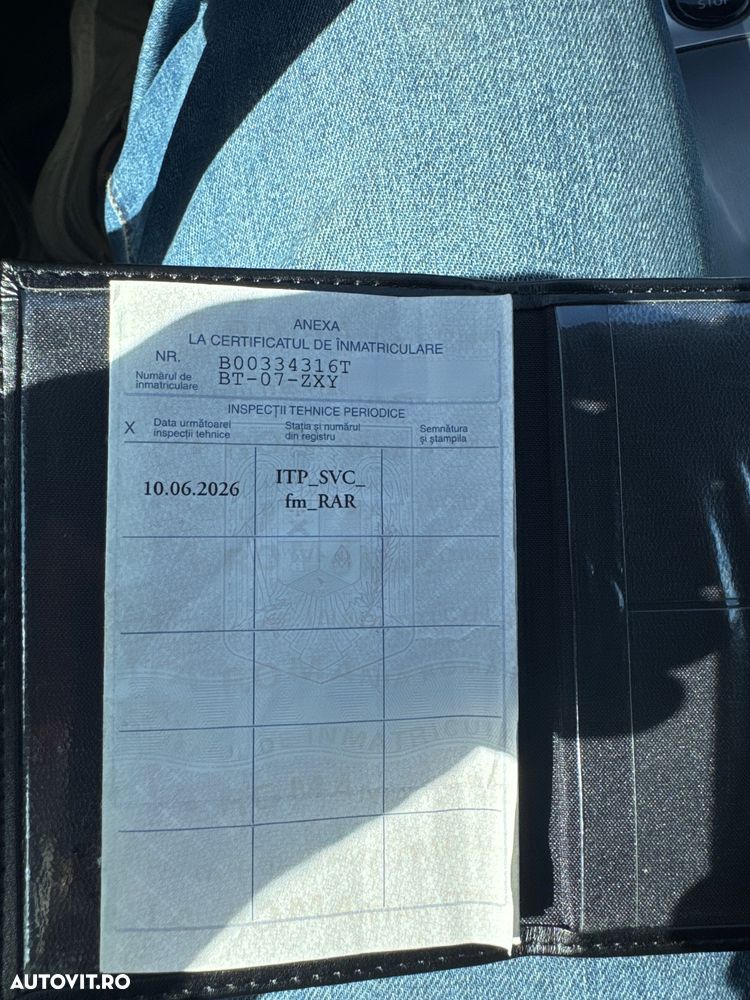 STOP
ANEXA
LA CERTIFICATUL DE ÎNMATRICULARE
NR. B00334316T
Numărul de
înmatriculare BT-07-ZXY
INSPECȚII TEHNICE PERIODICE
X Data următoarei
inspecții tehnice
Stația și numărul
din registru
Semnătura
și ștampila
10.06.2026 ITP_SVC_
fm_RAR
AUTOVIT.RO